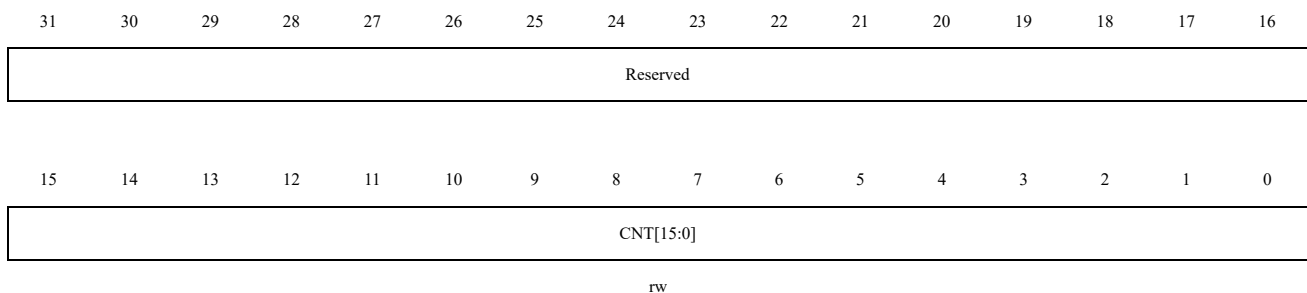 31 30 29 28 27 26 25 24 23 22 21 20 19 18 17 16
Reserved
15 14 13 12 11 10 9 8 7 6 5 4 3 2 1 0
CNT[15:0]
rw